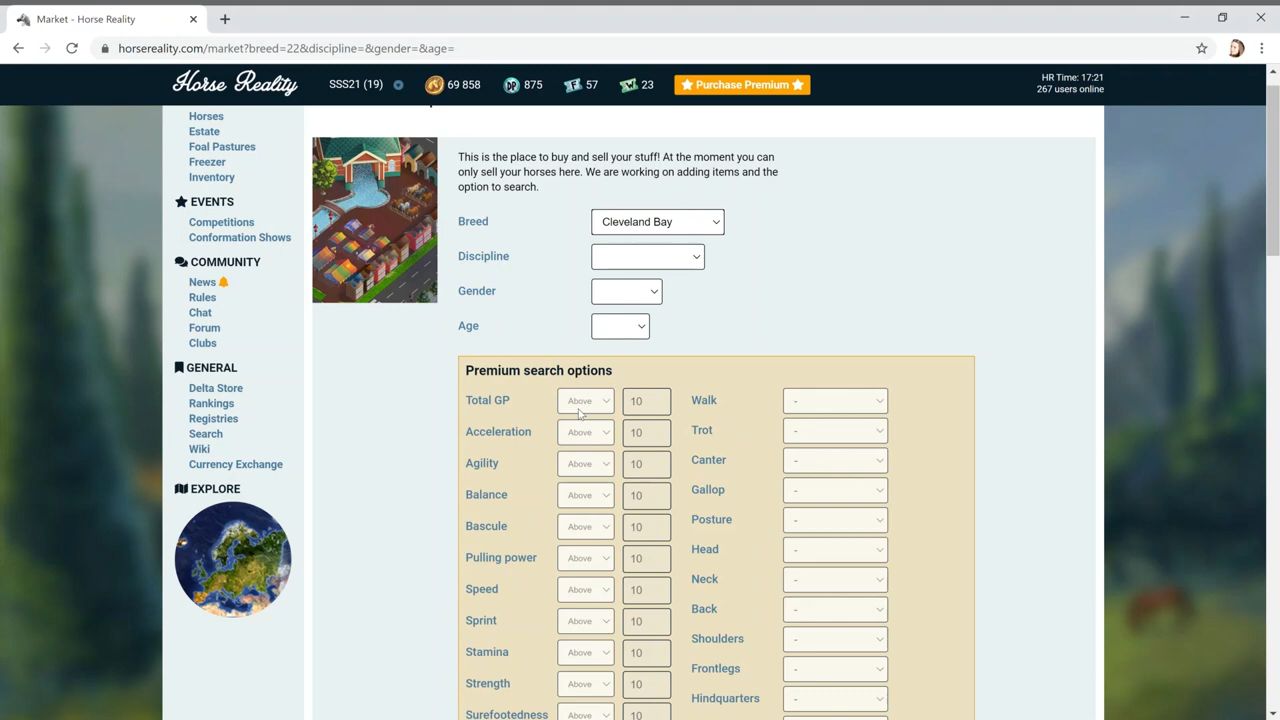 Market - Horse Reality
horsereality.com/market?breed=22&discipline=&gender=&age=
Horse Reality
SSS21 (19)
69 858
DP
875
57
23
Purchase Premium
HR Time: 17:21
267 users online
Horses
Estate
Foal Pastures
Freezer
Inventory
EVENTS
Competitions
Conformation Shows
COMMUNITY
News
Rules
Chat
Forum
Clubs
GENERAL
Delta Store
Rankings
Registries
Search
Wiki
Currency Exchange
EXPLORE
This is the place to buy and sell your stuff! At the moment you can
only sell your horses here. We are working on adding items and the
option to search.
Breed Cleveland Bay
Discipline
Gender
Age
Premium search options
Total GP Above 10
Acceleration Above 10
Agility Above 10
Balance Above 10
Bascule Above 10
Pulling power Above 10
Speed Above 10
Sprint Above 10
Stamina Above 10
Strength Above 10
Surefootedness Above 10
Walk -
Trot -
Canter -
Gallop -
Posture -
Head -
Neck -
Back -
Shoulders -
Frontlegs -
Hindquarters -